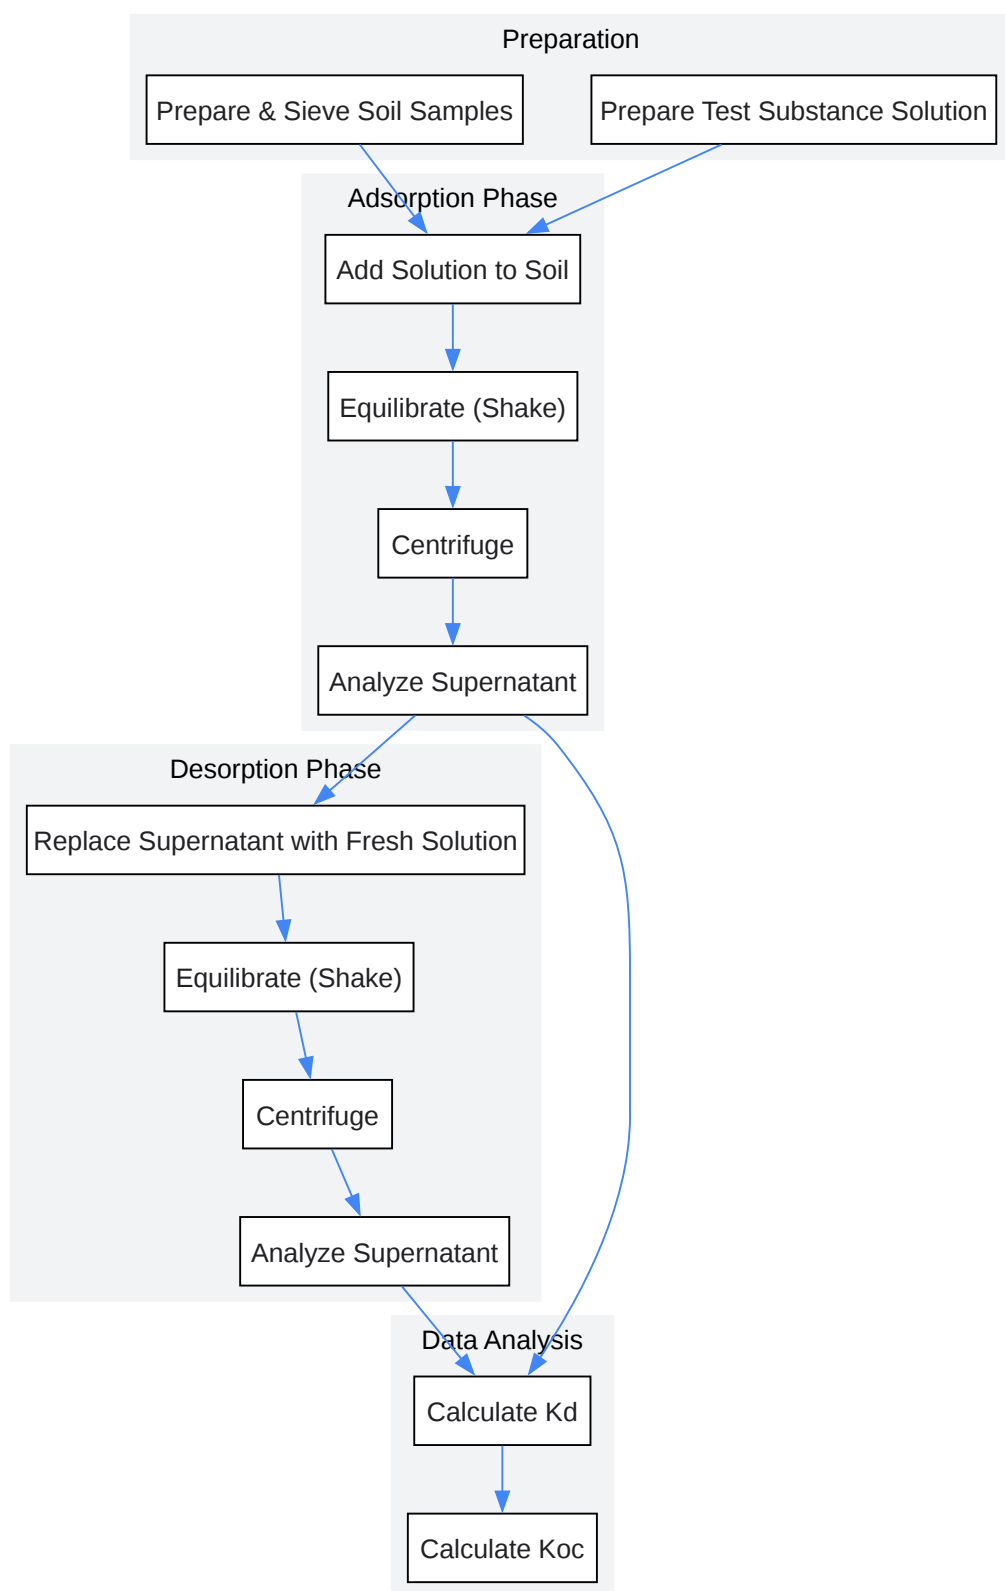 Preparation
Prepare & Sieve Soil Samples
Prepare Test Substance Solution
Adsorption Phase
Add Solution to Soil
Equilibrate (Shake)
Centrifuge
Analyze Supernatant
Desorption Phase
Replace Supernatant with Fresh Solution
Equilibrate (Shake)
Centrifuge
Analyze Supernatant
Data Analysis
Calculate Kd
Calculate Koc